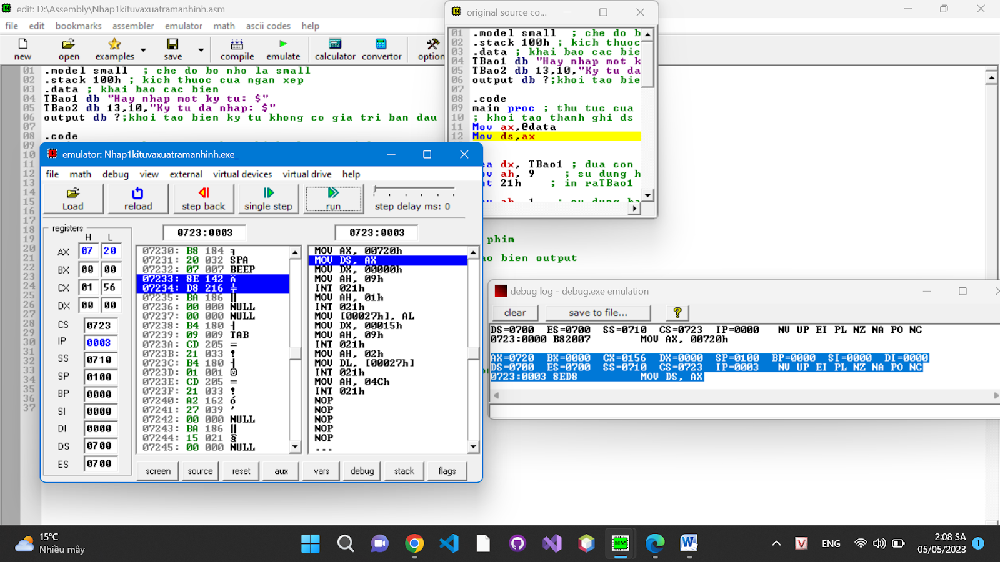 edit: D:\Assembly\Nhap1kituvaxuatramanhinh.asm
file edit bookmarks assembler emulator math ascii codes help
new open examples save compile emulate calculator convertor option
01 .model small ; che do bo nho la small
02 .stack 100h ; kich thuoc cua ngan xep
03 .data ; khai bao cac bien
04 TBao1 db "Hay nhap mot ky tu: $"
05 TBao2 db 13,10,"Ky tu da nhap: $"
06 output db ?;khoi tao bien ky tu khong co gia tri ban dau
07
08 .code
09
10
11
12
13
14
15
16
17
18
19 phim
20
21 ao bien output
22
23
24
25
26
27
28
29
30
31
32
33
34
35
36
37
original source co...
01 .model small ; che do b
02 .stack 100h ; kich thuoc
03 .data ; khai bao cac bie
04 TBao1 db "Hay nhap mot k
05 TBao2 db 13,10,"Ky tu da
06 output db ?;khoi tao bie
07
08 .code
09 main proc ; thu tuc cua
10 ; khoi tao thanh ghi ds
11 Mov ax,@data
12 Mov ds,ax
ea dx, TBao1 ; dua con
ov ah, 9 ; su dung h
nt 21h ; in raTBao1
emulator: Nhap1kituvaxuatramanhinh.exe_
file math debug view external virtual devices virtual drive help
Load reload step back single step run step delay ms: 0
registers
H L
AX 07 20
BX 00 00
CX 01 56
DX 00 00
CS 0723
IP 0003
SS 0710
SP 0100
BP 0000
SI 0000
DI 0000
DS 0700
ES 0700
0723:0003
07230: B8 184 ╕
07231: 20 032 SPA
07232: 07 007 BEEP
07233: 8E 142 Ä
07234: D8 216 ╪
07235: BA 186 ║
07236: 00 000 NULL
07237: 00 000 NULL
07238: B4 180 ┤
07239: 09 009 TAB
0723A: CD 205 =
0723B: 21 033 !
0723C: B4 180 ┤
0723D: 01 001 ☺
0723E: CD 205 =
0723F: 21 033 !
07240: A2 162 ó
07241: 27 039 '
07242: 00 000 NULL
07243: BA 186 ║
07244: 15 021 §
07245: 00 000 NULL
0723:0003
MOV AX, 00720h
MOV DS, AX
MOV DX, 00000h
MOV AH, 09h
INT 021h
MOV AH, 01h
INT 021h
MOV [00027h], AL
MOV DX, 00015h
MOV AH, 09h
INT 021h
MOV AH, 02h
MOV DL, [00027h]
INT 021h
MOV AH, 04Ch
INT 021h
NOP
NOP
NOP
NOP
NOP
...
screen source reset aux vars debug stack flags
debug log - debug.exe emulation
clear save to file... ?
DS=0700 ES=0700 SS=0710 CS=0723 IP=0000 NV UP EI PL NZ NA PO NC
0723:0000 B82007 MOV AX, 00720h
AX=0720 BX=0000 CX=0156 DX=0000 SP=0100 BP=0000 SI=0000 DI=0000
DS=0700 ES=0700 SS=0710 CS=0723 IP=0003 NV UP EI PL NZ NA PO NC
0723:0003 8ED8 MOV DS, AX
15°C
Nhiều mây
V ENG
2:08 SA
05/05/2023
1